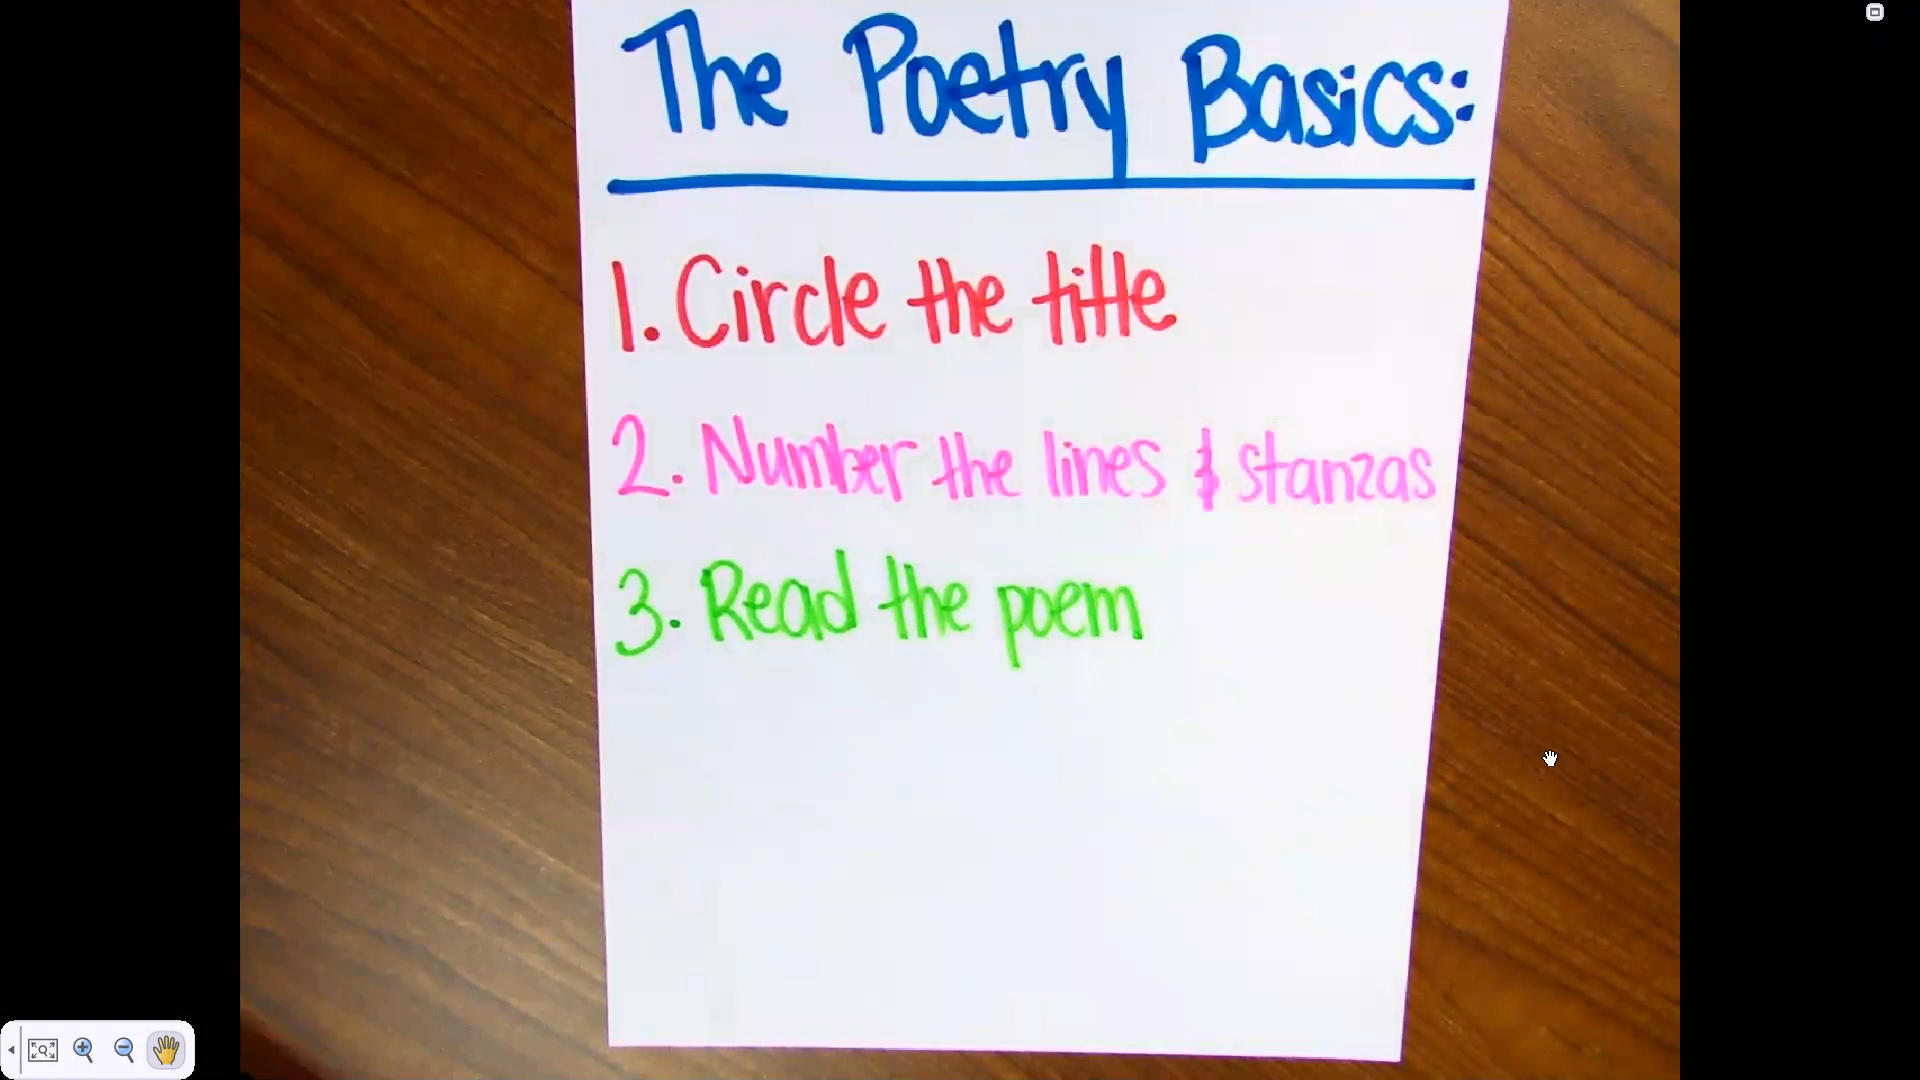 The Poetry Basics:
1. Circle the title
2. Number the lines & stanzas
3. Read the poem